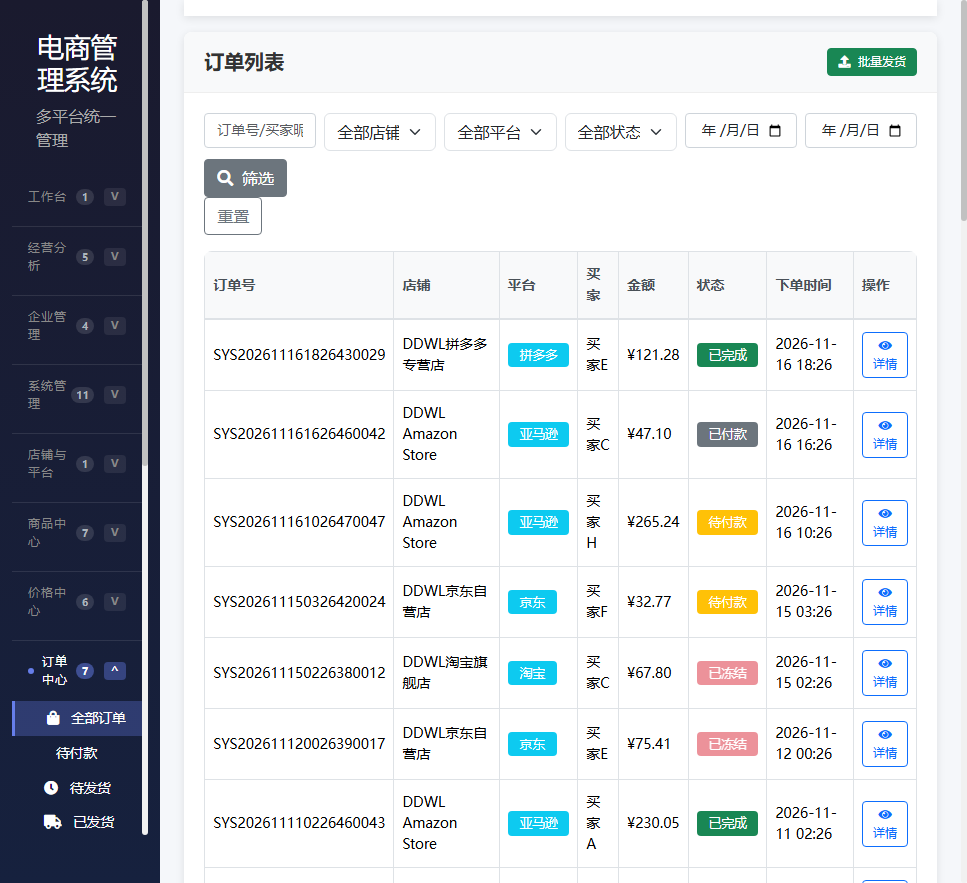 电商管
理系统
多平台统一
管理
工作台 1 V
经营分
析 5 V
企业管
理 4 V
系统管
理 11 V
店铺与
平台 1 V
商品中
心 7 V
价格中
心 6 V
订单
中心 7 ^
全部订单
待付款
待发货
已发货
订单列表 批量发货
订单号/买家昵 全部店铺 全部平台 全部状态 年 /月/日 年 /月/日
筛选
重置
订单号 店铺 平台 买
家 金额 状态 下单时间 操作
SYS202611161826430029 DDWL拼多多
专营店 拼多多 买
家E ¥121.28 已完成 2026-11-
16 18:26 详情
SYS202611161626460042 DDWL
Amazon
Store 亚马逊 买
家C ¥47.10 已付款 2026-11-
16 16:26 详情
SYS202611161026470047 DDWL
Amazon
Store 亚马逊 买
家
H ¥265.24 待付款 2026-11-
16 10:26 详情
SYS202611150326420024 DDWL京东自
营店 京东 买
家F ¥32.77 待付款 2026-11-
15 03:26 详情
SYS202611150226380012 DDWL淘宝旗
舰店 淘宝 买
家C ¥67.80 已冻结 2026-11-
15 02:26 详情
SYS202611120026390017 DDWL京东自
营店 京东 买
家E ¥75.41 已冻结 2026-11-
12 00:26 详情
SYS202611110226460043 DDWL
Amazon
Store 亚马逊 买
家
A ¥230.05 已完成 2026-11-
11 02:26 详情